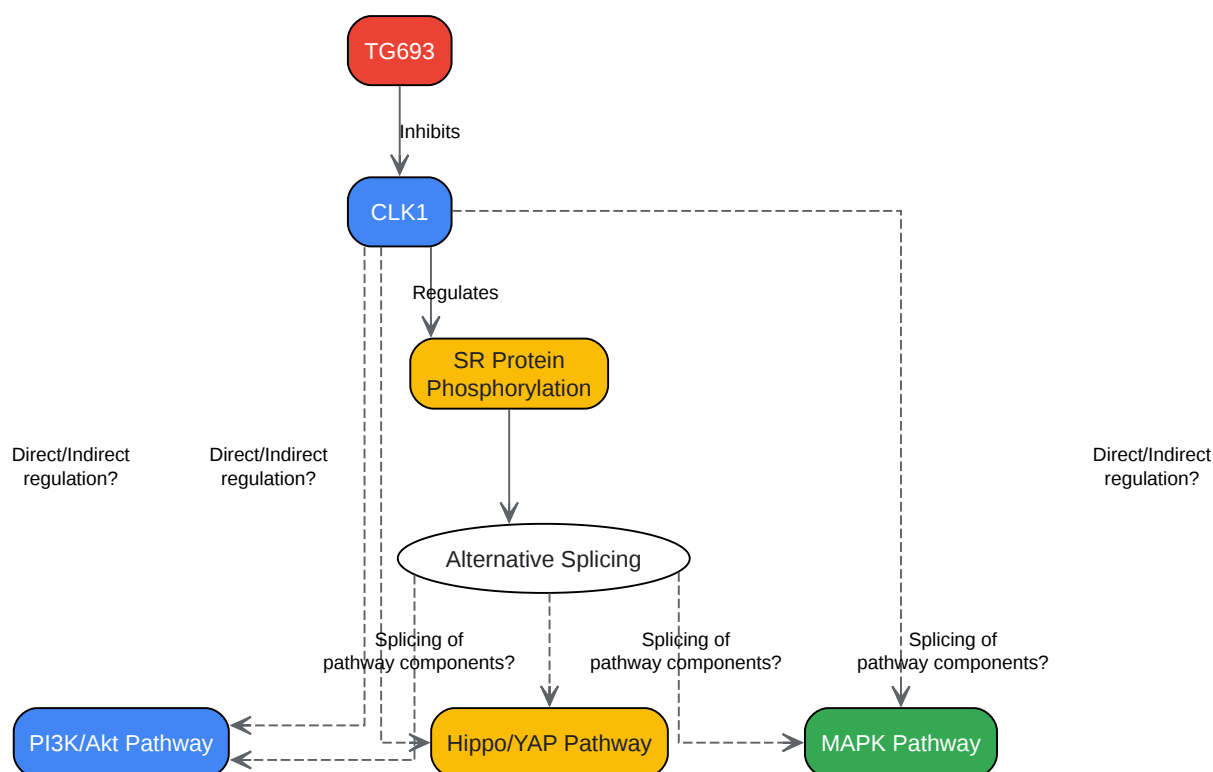 TG693
Inhibits
CLK1
Regulates
SR Protein
Phosphorylation
Direct/Indirect
regulation?
Direct/Indirect
regulation?
Direct/Indirect
regulation?
Alternative Splicing
Splicing of
pathway components?
Splicing of
pathway components?
Splicing of
pathway components?
PI3K/Akt Pathway
Hippo/YAP Pathway
MAPK Pathway